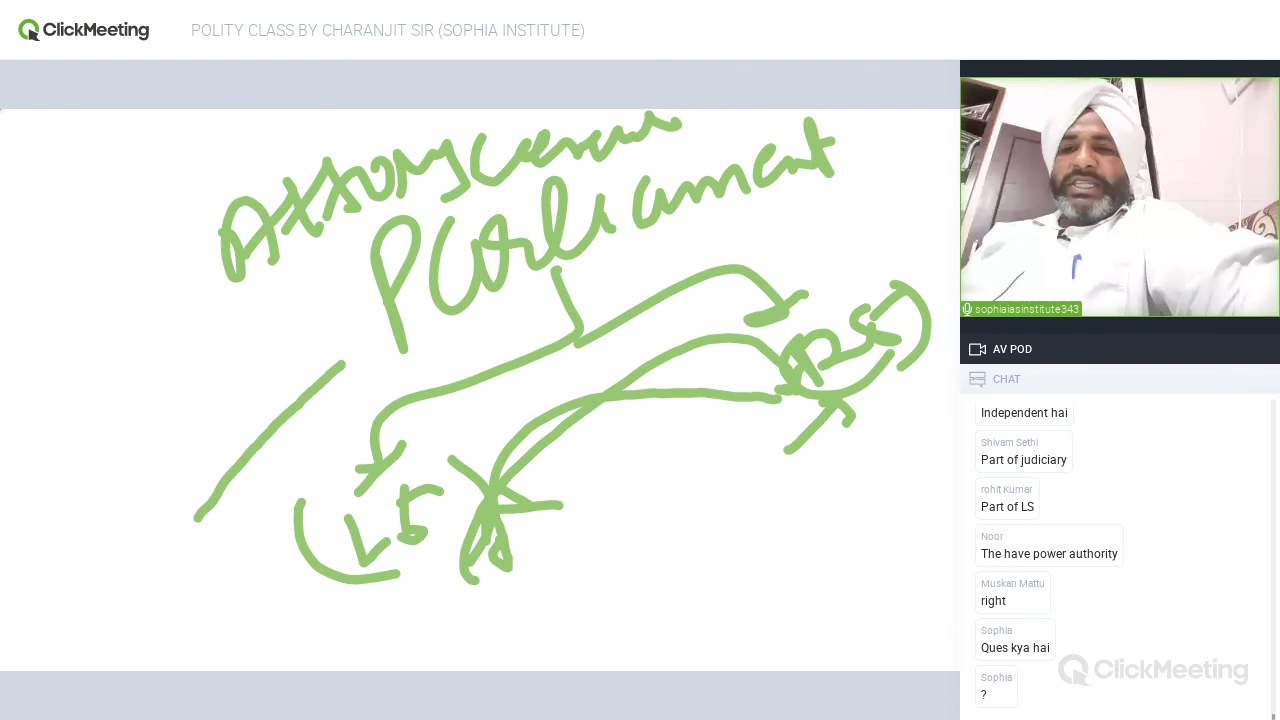 ClickMeeting
POLITY CLASS BY CHARANJIT SIR (SOPHIA INSTITUTE)
Parliament
(RS)
(LS
sophiaiasinstitute343
AV POD
CHAT
Independent hai
Shivam Sethi
Part of judiciary
rohit Kumar
Part of LS
Noor
The have power authority
Muskan Mattu
right
Sophia
Ques kya hai
Sophia
?
ClickMeeting